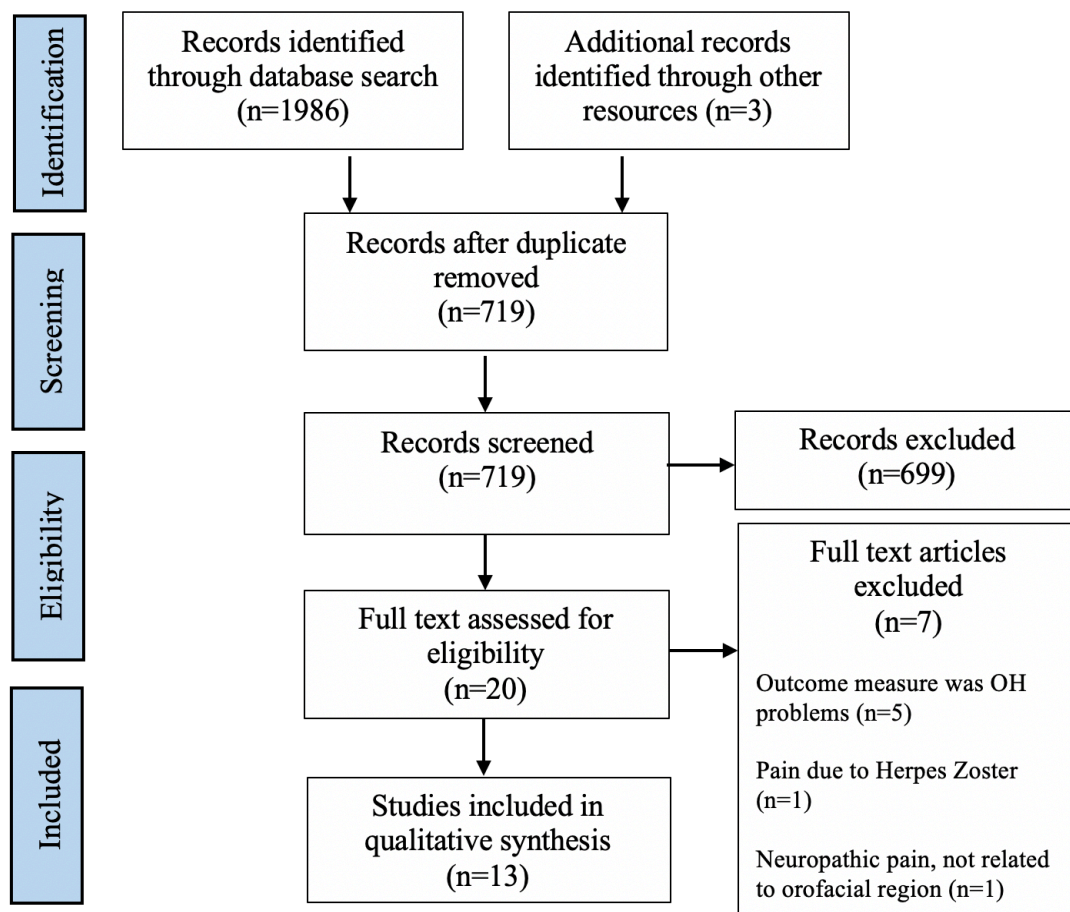 Identification
Records identified
through database search
(n=1986)
Additional records
identified through other
resources (n=3)
Screening
Records after duplicate
removed
(n=719)
Records screened
(n=719)
Records excluded
(n=699)
Eligibility
Full text assessed for
eligibility
(n=20)
Full text articles
excluded
(n=7)
Outcome measure was OH
problems (n=5)
Pain due to Herpes Zoster
(n=1)
Neuropathic pain, not related
to orofacial region (n=1)
Included
Studies included in
qualitative synthesis
(n=13)